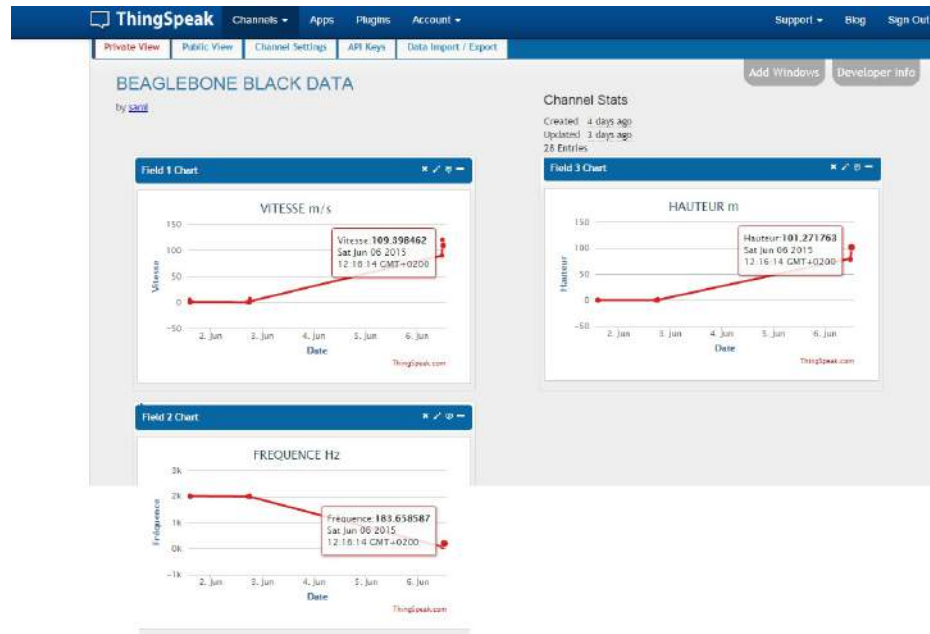 ThingSpeak Channels Apps Plugins Account Support Blog Sign Out
Private View Public View Channel Settings API Keys Data Import / Export
Add Windows Developer Info
BEAGLEBONE BLACK DATA
by sami
Channel Stats
Created 4 days ago
Updated 3 days ago
28 Entries
Field 1 Chart
VITESSE m/s
150
100
50
0
-50
Vitesse
Vitesse:109.398462
Sat Jun 06 2015
12:16:14 GMT+0200
2. Jun 3. Jun 4. Jun 5. Jun 6. Jun
Date
ThingSpeak.com
Field 3 Chart
HAUTEUR m
150
100
50
0
-50
Hauteur
Hauteur:101.271763
Sat Jun 06 2015
12:16:14 GMT+0200
2. Jun 3. Jun 4. Jun 5. Jun 6. Jun
Date
ThingSpeak.com
Field 2 Chart
FREQUENCE Hz
3k
2k
1k
0k
-1k
Fréquence
Fréquence:183.658587
Sat Jun 06 2015
12:16:14 GMT+0200
2. Jun 3. Jun 4. Jun 5. Jun 6. Jun
Date
ThingSpeak.com